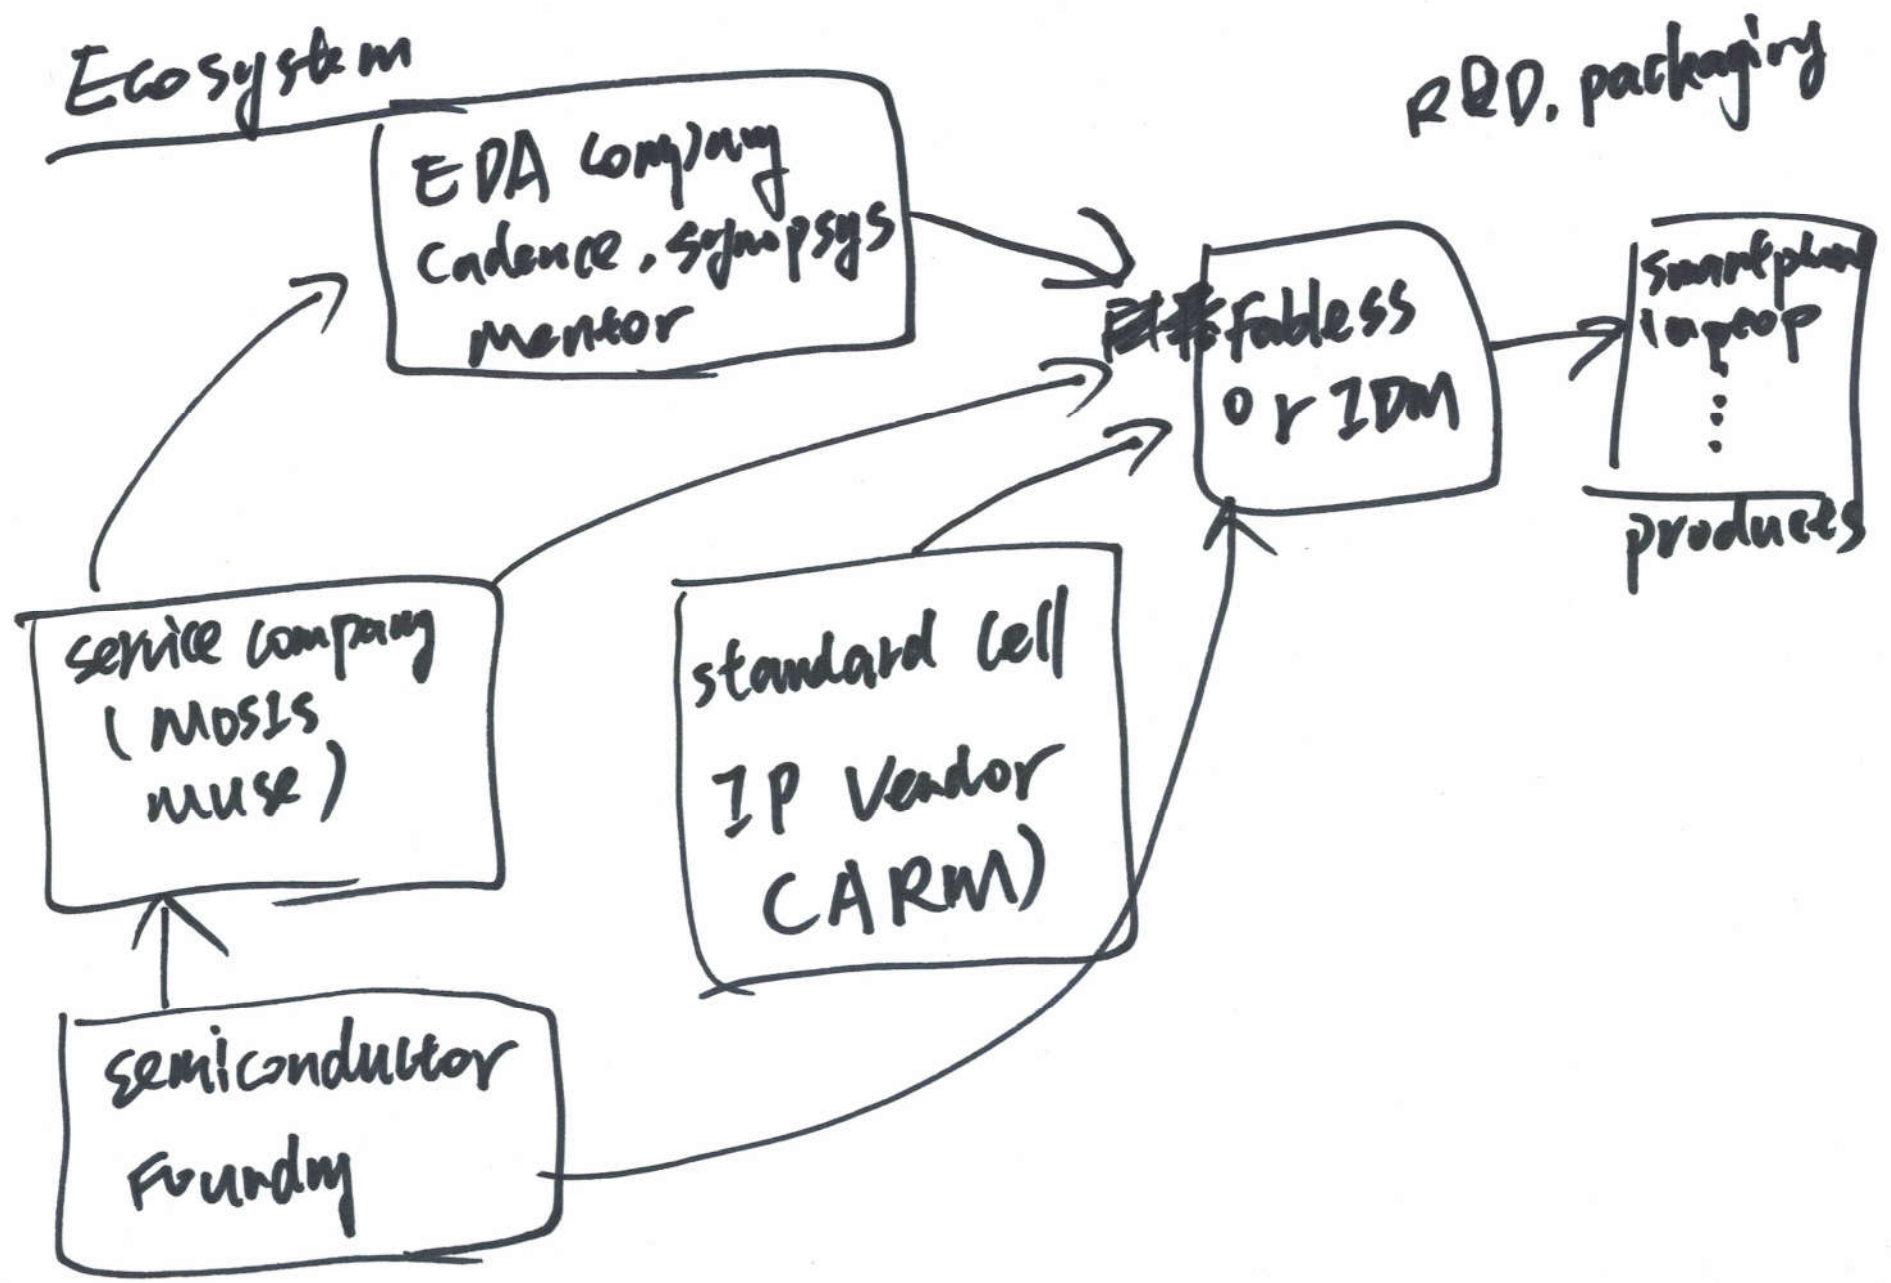 Ecosystem
R&D, packaging
EDA company
Cadence, synopsys
Mentor
Fabless
or IDM
smartphone
laptop
products
service company
(MOSIS
MUSE)
standard cell
IP Vendor
(ARM)
semiconductor
Foundry